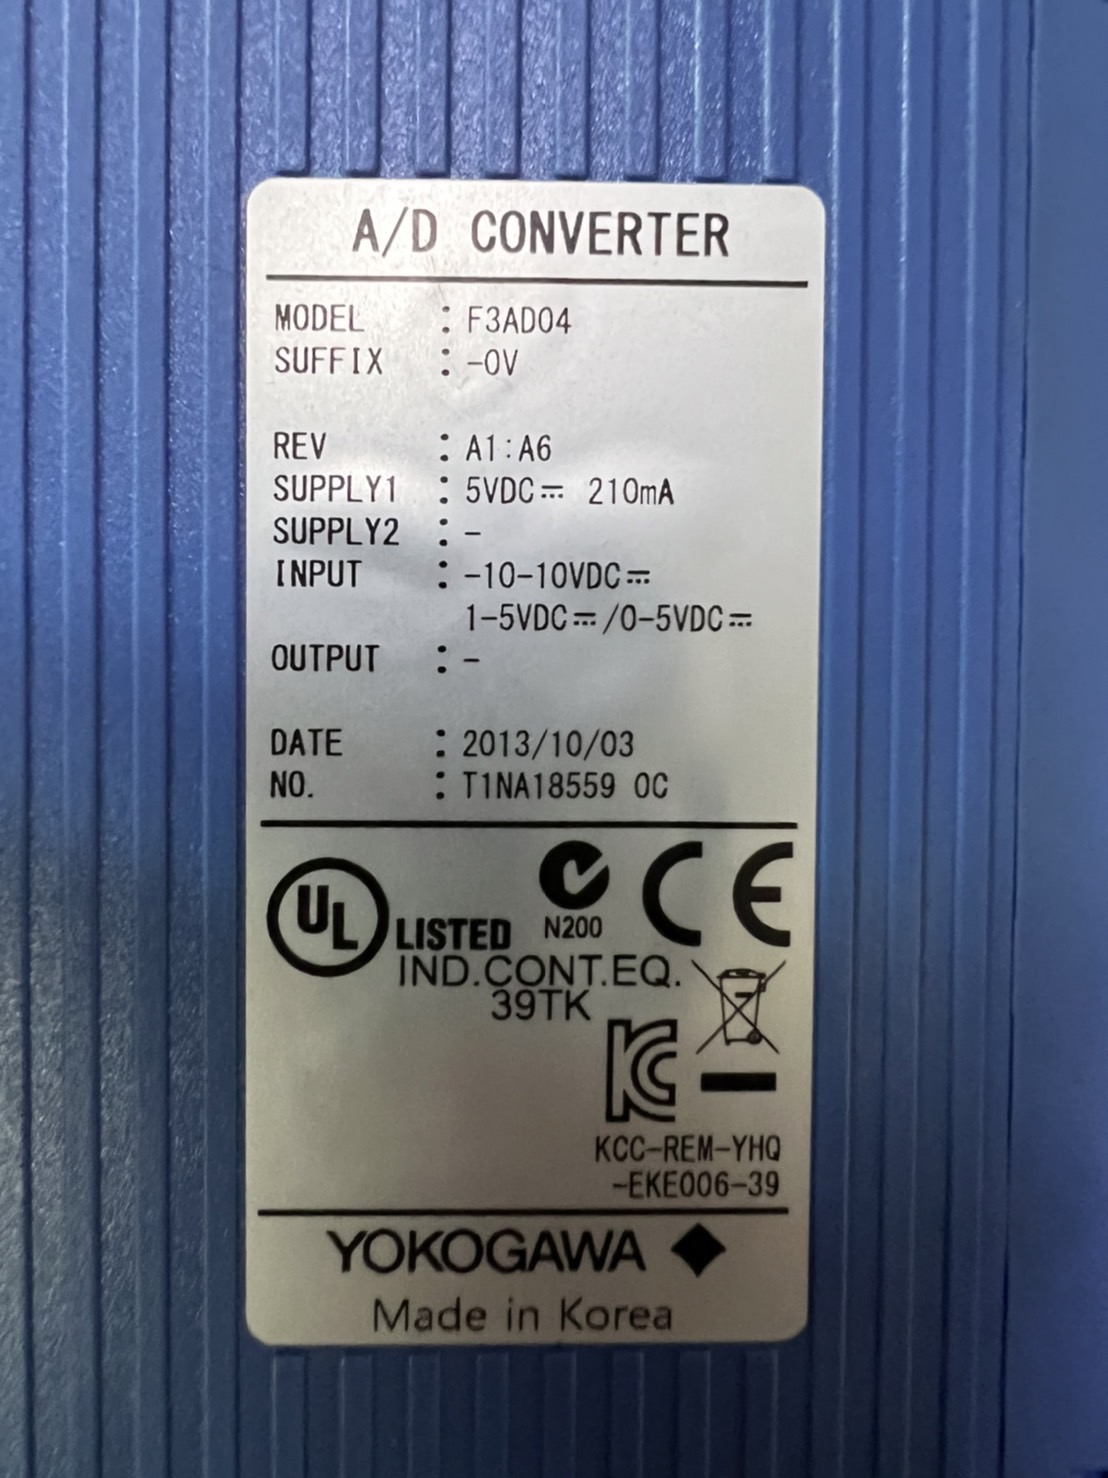 A/D CONVERTER
MODEL : F3AD04
SUFFIX : -0V
REV : A1:A6
SUPPLY1 : 5VDC⎓ 210mA
SUPPLY2 : -
INPUT : -10-10VDC⎓
1-5VDC⎓/0-5VDC⎓
OUTPUT : -
DATE : 2013/10/03
NO. : T1NA18559 0C
UL LISTED N200 CE
IND.CONT.EQ.
39TK
KC
KCC-REM-YHQ
-EKE006-39
YOKOGAWA ◆
Made in Korea